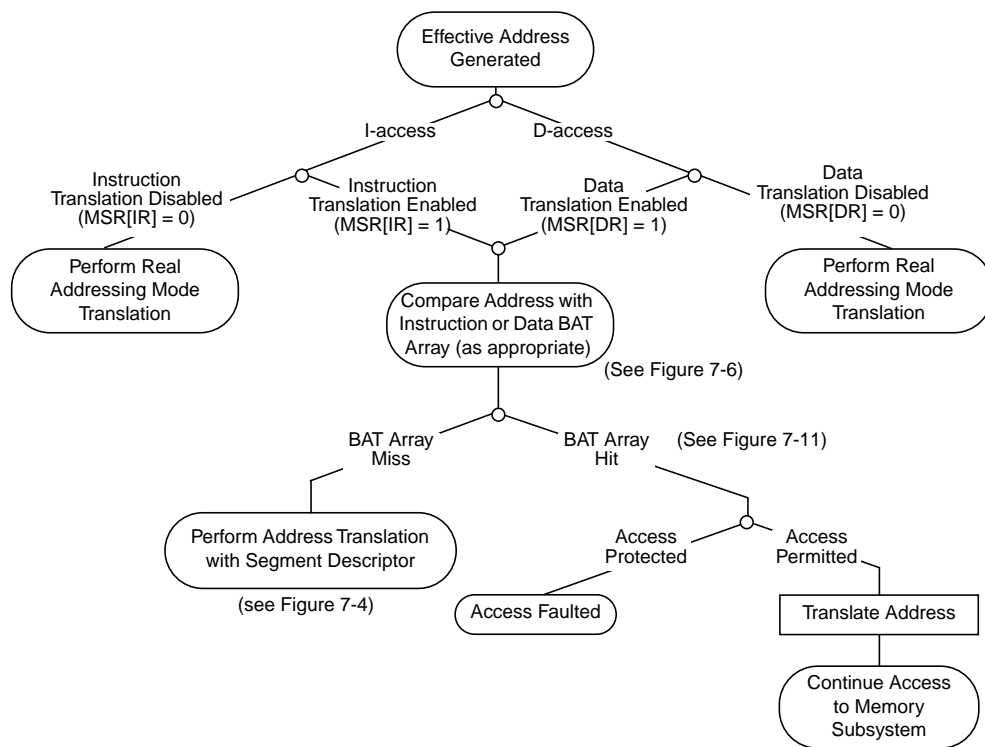 Effective Address
Generated
I-access
D-access
Instruction
Translation Disabled
(MSR[IR] = 0)
Instruction
Translation Enabled
(MSR[IR] = 1)
Data
Translation Enabled
(MSR[DR] = 1)
Data
Translation Disabled
(MSR[DR] = 0)
Perform Real
Addressing Mode
Translation
Compare Address with
Instruction or Data BAT
Array (as appropriate)
Perform Real
Addressing Mode
Translation
(See Figure 7-6)
BAT Array
Miss
BAT Array
Hit
(See Figure 7-11)
Perform Address Translation
with Segment Descriptor
(see Figure 7-4)
Access
Protected
Access
Permitted
Access Faulted
Translate Address
Continue Access
to Memory
Subsystem